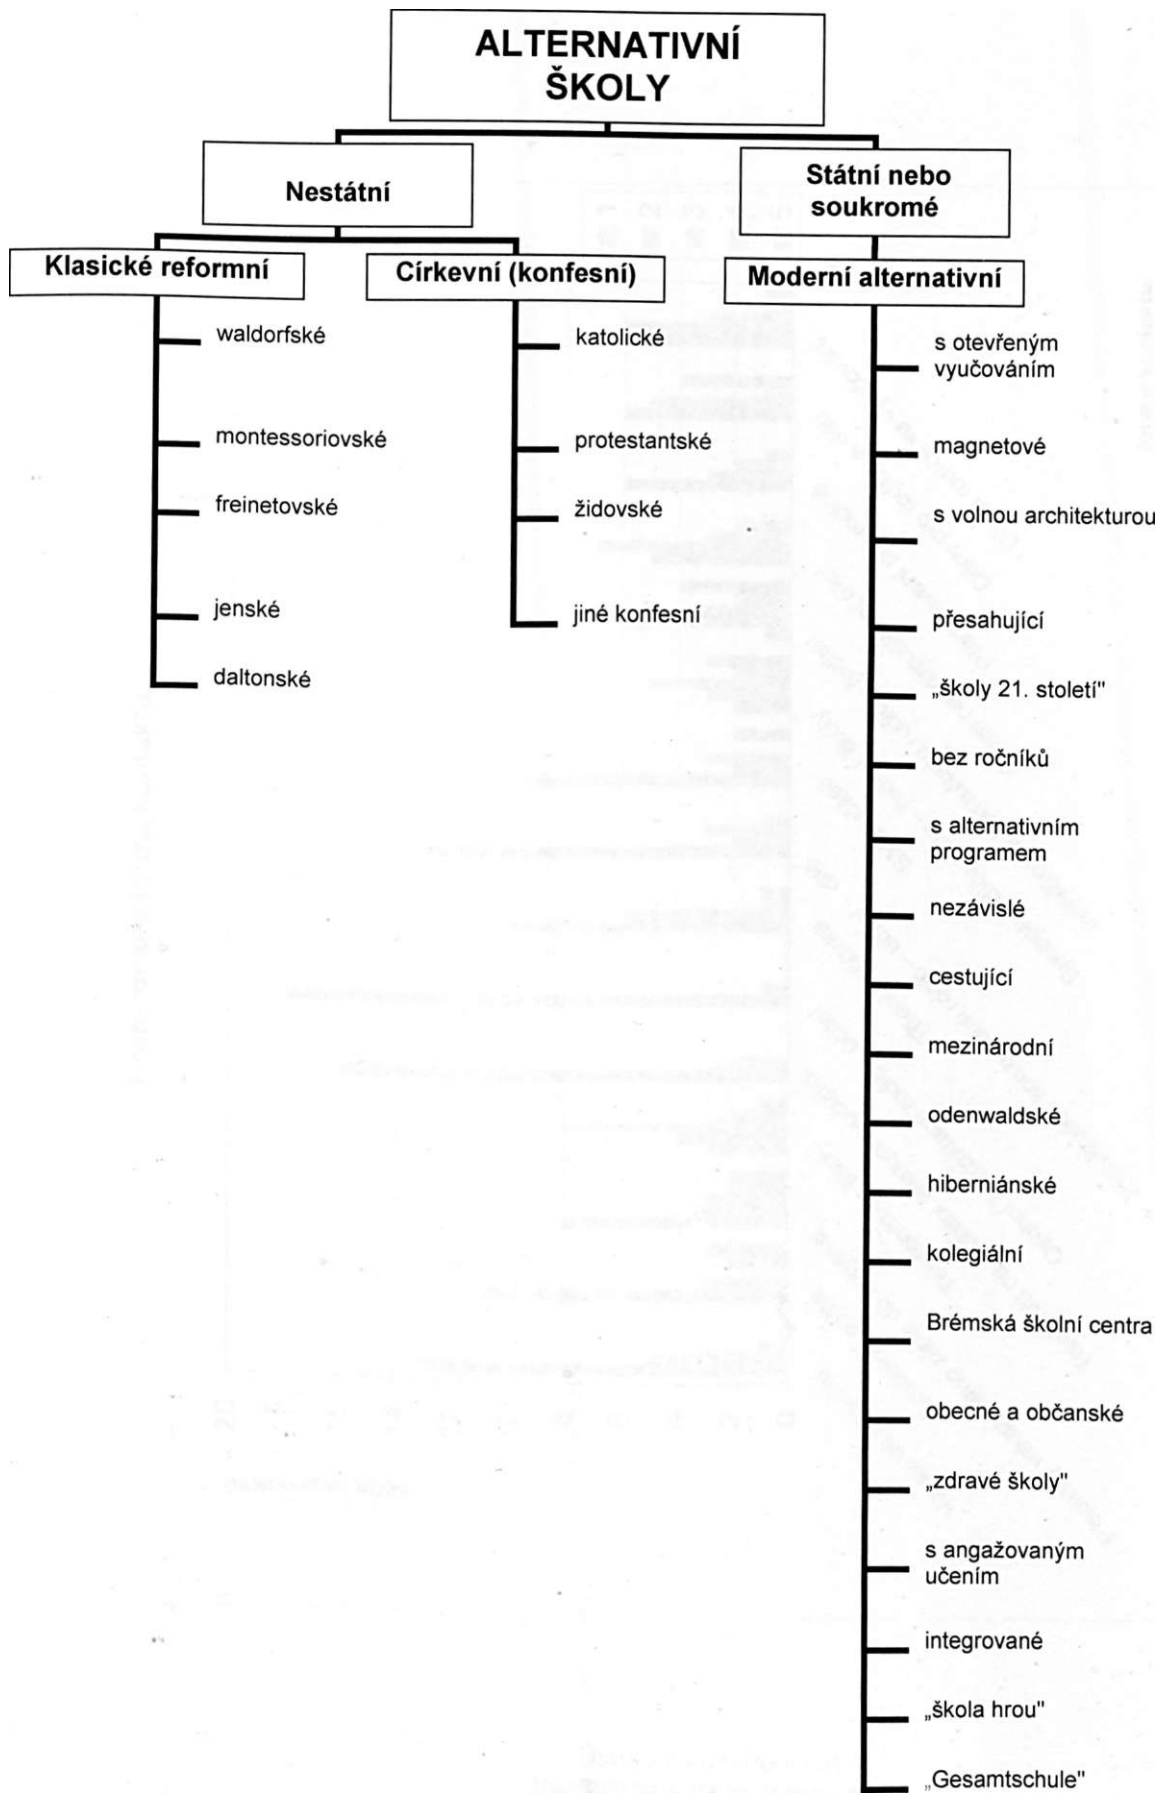 ALTERNATIVNÍ
ŠKOLY
Nestátní
Státní nebo
soukromé
Klasické reformní
Církevní (konfesní)
Moderní alternativní
waldorfské
montessoriovské
freinetovské
jenské
daltonské
katolické
protestantské
židovské
jiné konfesní
s otevřeným
vyučováním
magnetové
s volnou architekturou
přesahující
„školy 21. století"
bez ročníků
s alternativním
programem
nezávislé
cestující
mezinárodní
odenwaldské
hiberniánské
kolegiální
Brémská školní centra
obecné a občanské
„zdravé školy"
s angažovaným
učením
integrované
„škola hrou"
„Gesamtschule"